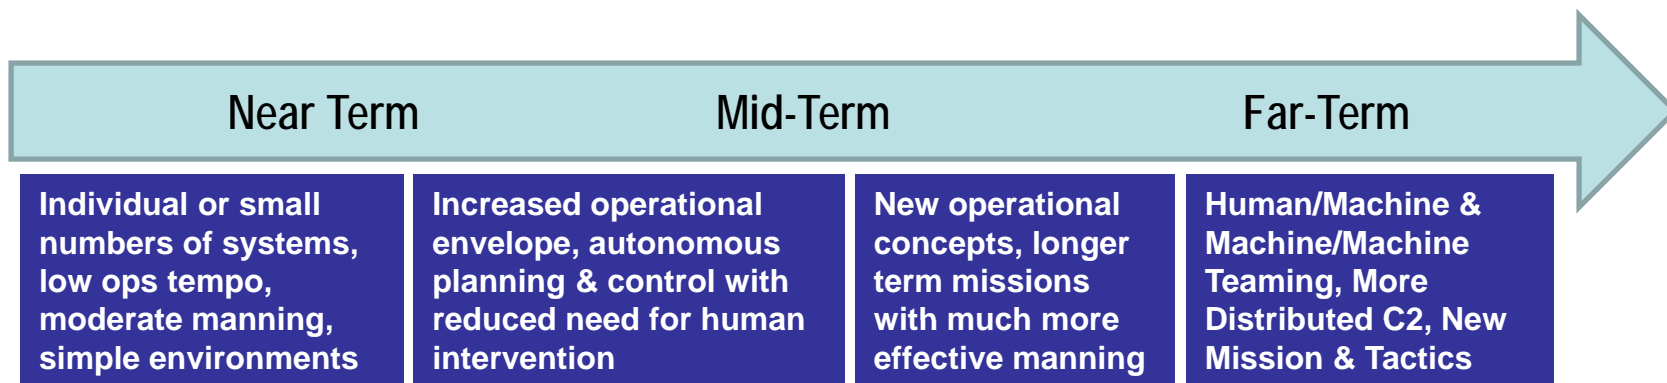 Near Term
Mid-Term
Far-Term
Individual or small
numbers of systems,
low ops tempo,
moderate manning,
simple environments
Increased operational
envelope, autonomous
planning & control with
reduced need for human
intervention
New operational
concepts, longer
term missions
with much more
effective manning
Human/Machine &
Machine/Machine
Teaming, More
Distributed C2, New
Mission & Tactics